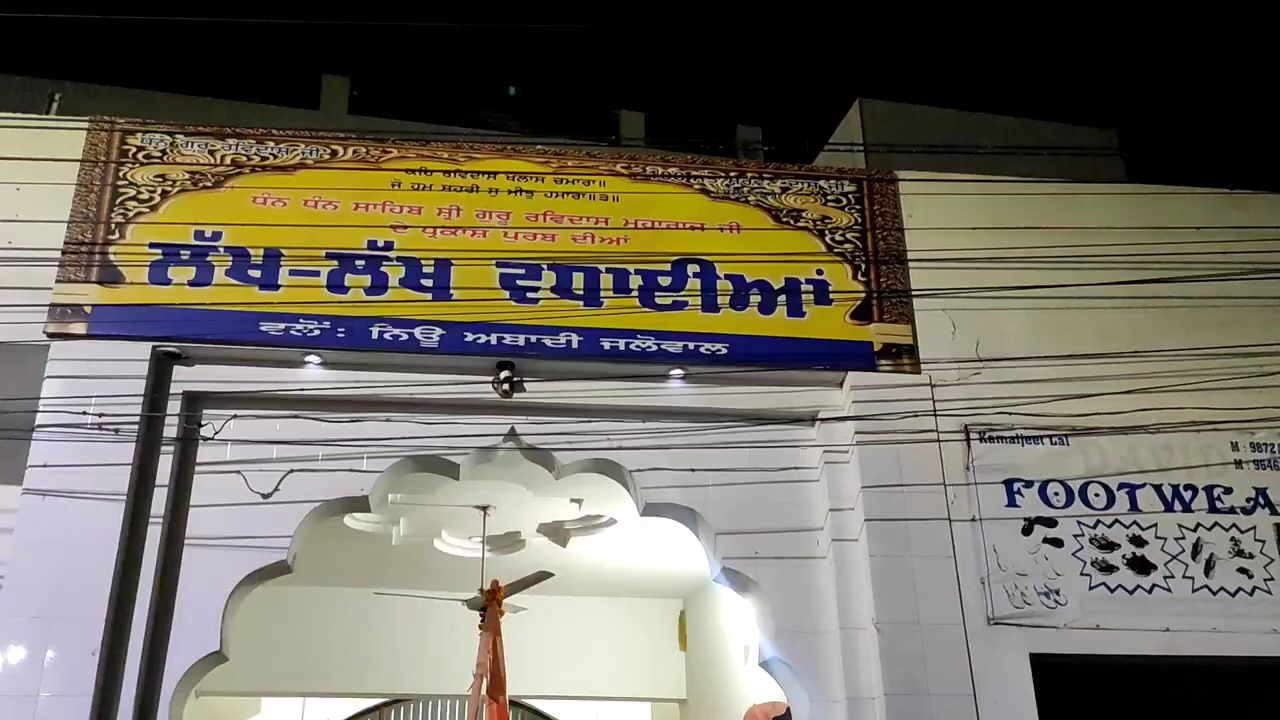 ਧੰਨ ਗੁਰੂ ਰਵਿਦਾਸ ਜੀ
ਕਹਿ ਰਵਿਦਾਸ ਖਲਾਸ ਚਮਾਰਾ॥
ਜੋ ਹਮ ਸਹਰੀ ਸੁ ਮੀਤੁ ਹਮਾਰਾ॥੩॥
ਧੰਨ ਧੰਨ ਸਾਹਿਬ ਸ਼੍ਰੀ ਗੁਰੂ ਰਵਿਦਾਸ ਮਹਾਰਾਜ ਜੀ
ਦੇ ਪ੍ਰਕਾਸ਼ ਪੁਰਬ ਦੀਆਂ
ਲੱਖ-ਲੱਖ ਵਧਾਈਆਂ
ਵਲੋਂ: ਨਿਊ ਅਬਾਦੀ ਜਲੋਵਾਲ
Kamaljeet Lal
M : 9872
M : 9646
FOOTWEA